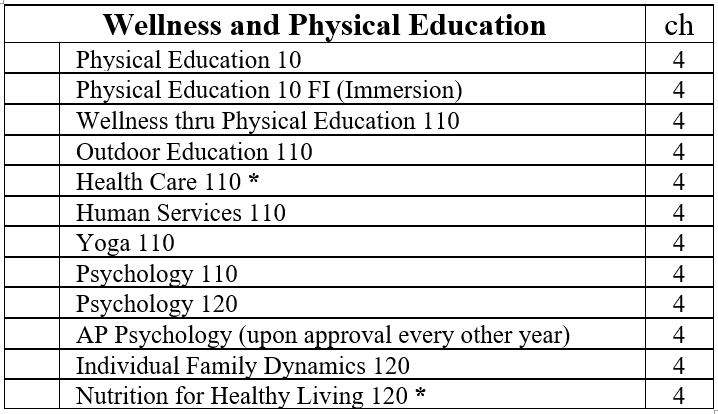 Wellness and Physical Education ch
Physical Education 10 4
Physical Education 10 FI (Immersion) 4
Wellness thru Physical Education 110 4
Outdoor Education 110 4
Health Care 110 * 4
Human Services 110 4
Yoga 110 4
Psychology 110 4
Psychology 120 4
AP Psychology (upon approval every other year) 4
Individual Family Dynamics 120 4
Nutrition for Healthy Living 120 * 4